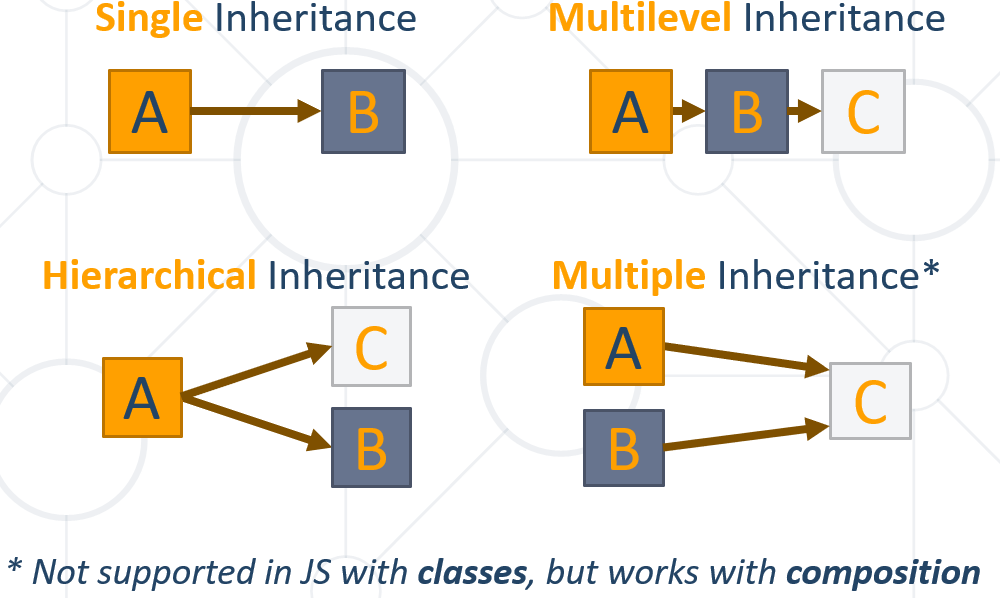 Single Inheritance
A B
Multilevel Inheritance
A B C
Hierarchical Inheritance
A
C
B
Multiple Inheritance*
A
B
C
* Not supported in JS with classes, but works with composition